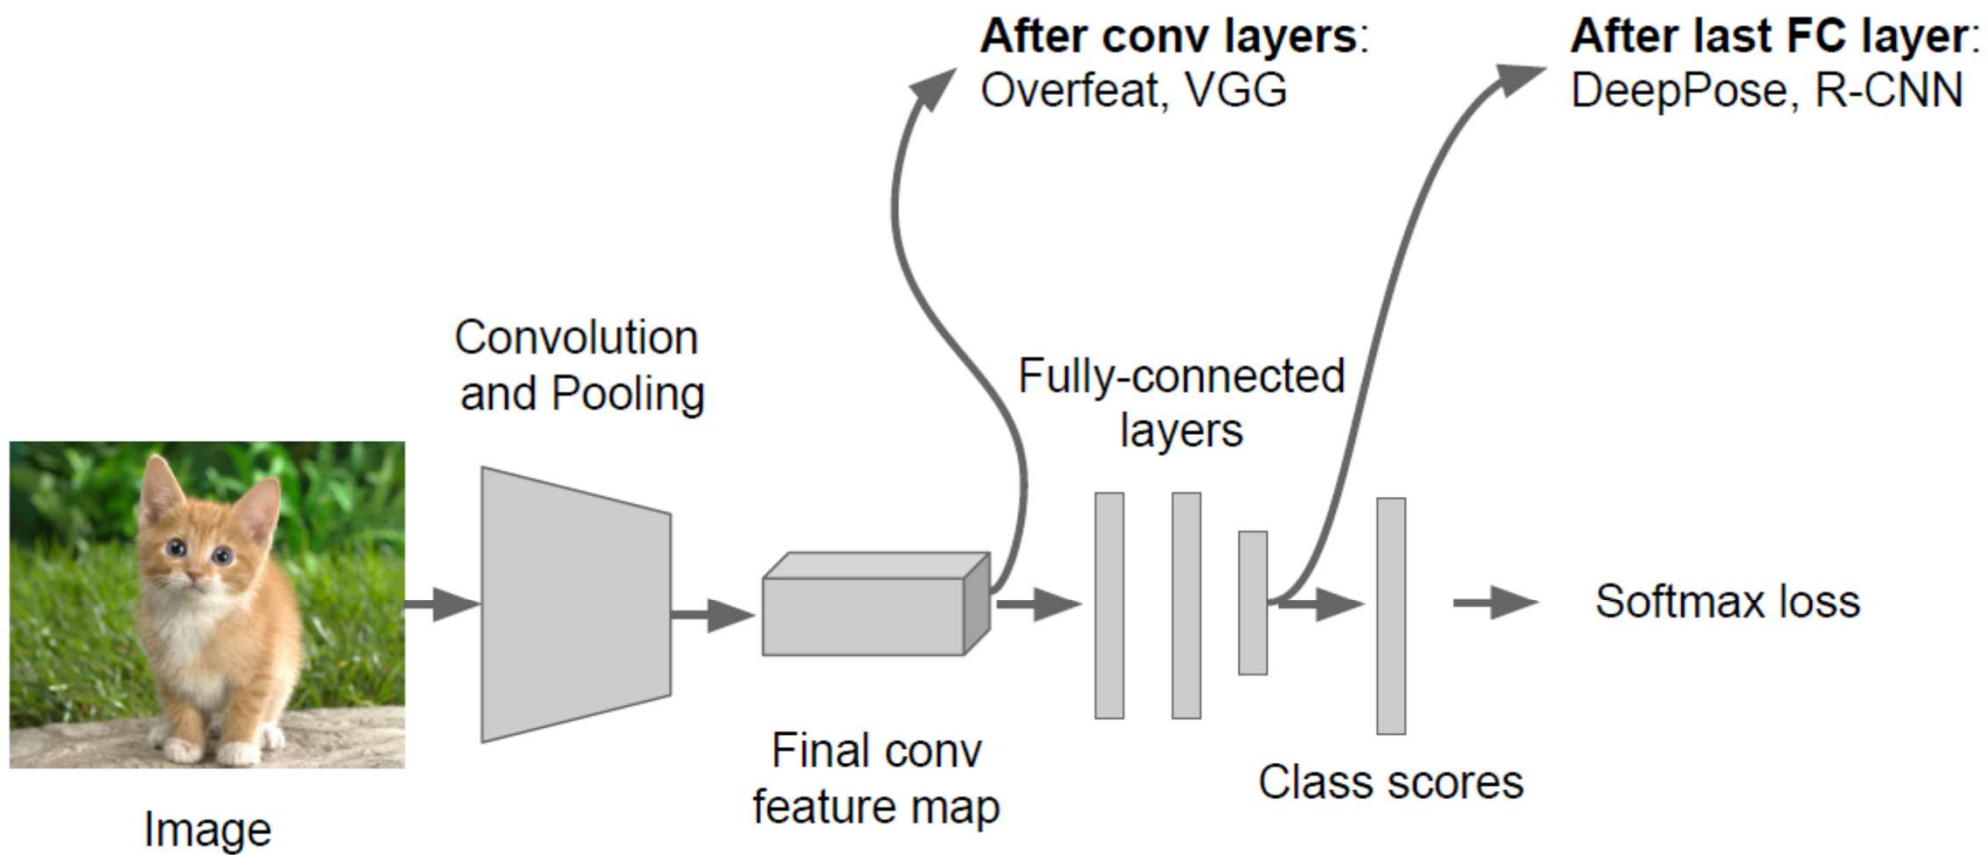 After conv layers:
Overfeat, VGG
After last FC layer:
DeepPose, R-CNN
Convolution
and Pooling
Fully-connected
layers
Softmax loss
Final conv
feature map
Class scores
Image